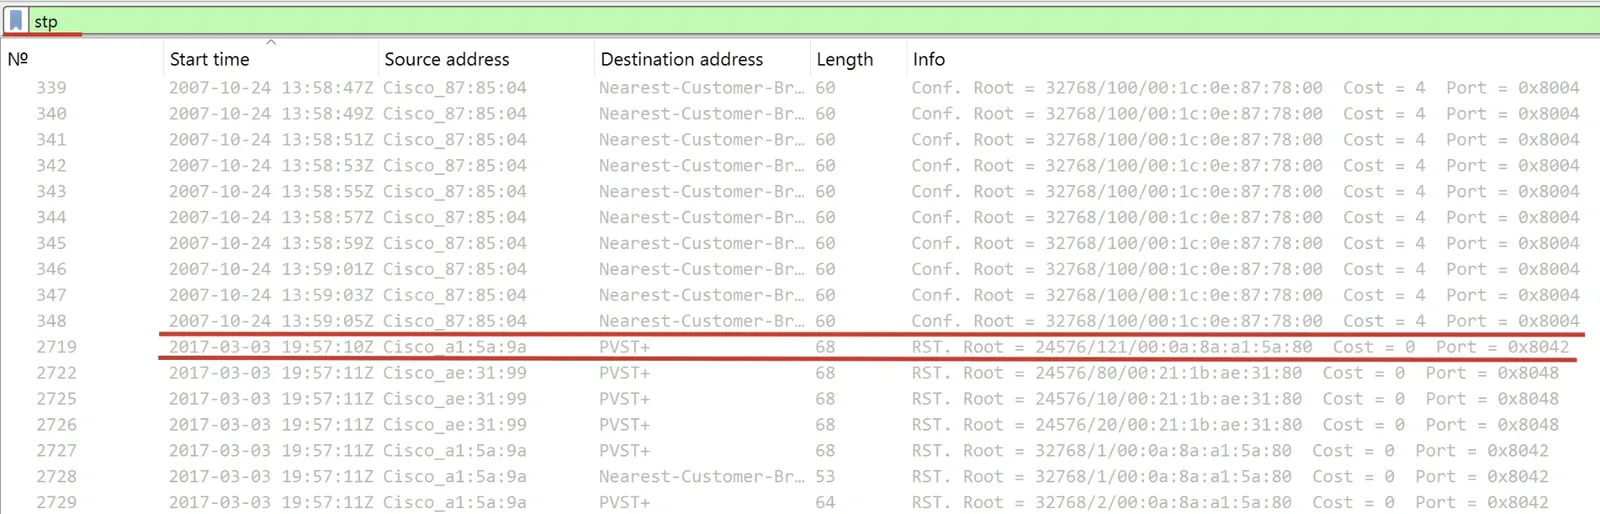 stp
№ Start time Source address Destination address Length Info
339 2007-10-24 13:58:47Z Cisco_87:85:04 Nearest-Customer-Br… 60 Conf. Root = 32768/100/00:1c:0e:87:78:00 Cost = 4 Port = 0x8004
340 2007-10-24 13:58:49Z Cisco_87:85:04 Nearest-Customer-Br… 60 Conf. Root = 32768/100/00:1c:0e:87:78:00 Cost = 4 Port = 0x8004
341 2007-10-24 13:58:51Z Cisco_87:85:04 Nearest-Customer-Br… 60 Conf. Root = 32768/100/00:1c:0e:87:78:00 Cost = 4 Port = 0x8004
342 2007-10-24 13:58:53Z Cisco_87:85:04 Nearest-Customer-Br… 60 Conf. Root = 32768/100/00:1c:0e:87:78:00 Cost = 4 Port = 0x8004
343 2007-10-24 13:58:55Z Cisco_87:85:04 Nearest-Customer-Br… 60 Conf. Root = 32768/100/00:1c:0e:87:78:00 Cost = 4 Port = 0x8004
344 2007-10-24 13:58:57Z Cisco_87:85:04 Nearest-Customer-Br… 60 Conf. Root = 32768/100/00:1c:0e:87:78:00 Cost = 4 Port = 0x8004
345 2007-10-24 13:58:59Z Cisco_87:85:04 Nearest-Customer-Br… 60 Conf. Root = 32768/100/00:1c:0e:87:78:00 Cost = 4 Port = 0x8004
346 2007-10-24 13:59:01Z Cisco_87:85:04 Nearest-Customer-Br… 60 Conf. Root = 32768/100/00:1c:0e:87:78:00 Cost = 4 Port = 0x8004
347 2007-10-24 13:59:03Z Cisco_87:85:04 Nearest-Customer-Br… 60 Conf. Root = 32768/100/00:1c:0e:87:78:00 Cost = 4 Port = 0x8004
348 2007-10-24 13:59:05Z Cisco_87:85:04 Nearest-Customer-Br… 60 Conf. Root = 32768/100/00:1c:0e:87:78:00 Cost = 4 Port = 0x8004
2719 2017-03-03 19:57:10Z Cisco_a1:5a:9a PVST+ 68 RST. Root = 24576/121/00:0a:8a:a1:5a:80 Cost = 0 Port = 0x8042
2722 2017-03-03 19:57:11Z Cisco_ae:31:99 PVST+ 68 RST. Root = 24576/80/00:21:1b:ae:31:80 Cost = 0 Port = 0x8048
2725 2017-03-03 19:57:11Z Cisco_ae:31:99 PVST+ 68 RST. Root = 24576/10/00:21:1b:ae:31:80 Cost = 0 Port = 0x8048
2726 2017-03-03 19:57:11Z Cisco_ae:31:99 PVST+ 68 RST. Root = 24576/20/00:21:1b:ae:31:80 Cost = 0 Port = 0x8048
2727 2017-03-03 19:57:11Z Cisco_a1:5a:9a PVST+ 68 RST. Root = 32768/1/00:0a:8a:a1:5a:80 Cost = 0 Port = 0x8042
2728 2017-03-03 19:57:11Z Cisco_a1:5a:9a Nearest-Customer-Br… 53 RST. Root = 32768/1/00:0a:8a:a1:5a:80 Cost = 0 Port = 0x8042
2729 2017-03-03 19:57:11Z Cisco_a1:5a:9a PVST+ 64 RST. Root = 32768/2/00:0a:8a:a1:5a:80 Cost = 0 Port = 0x8042